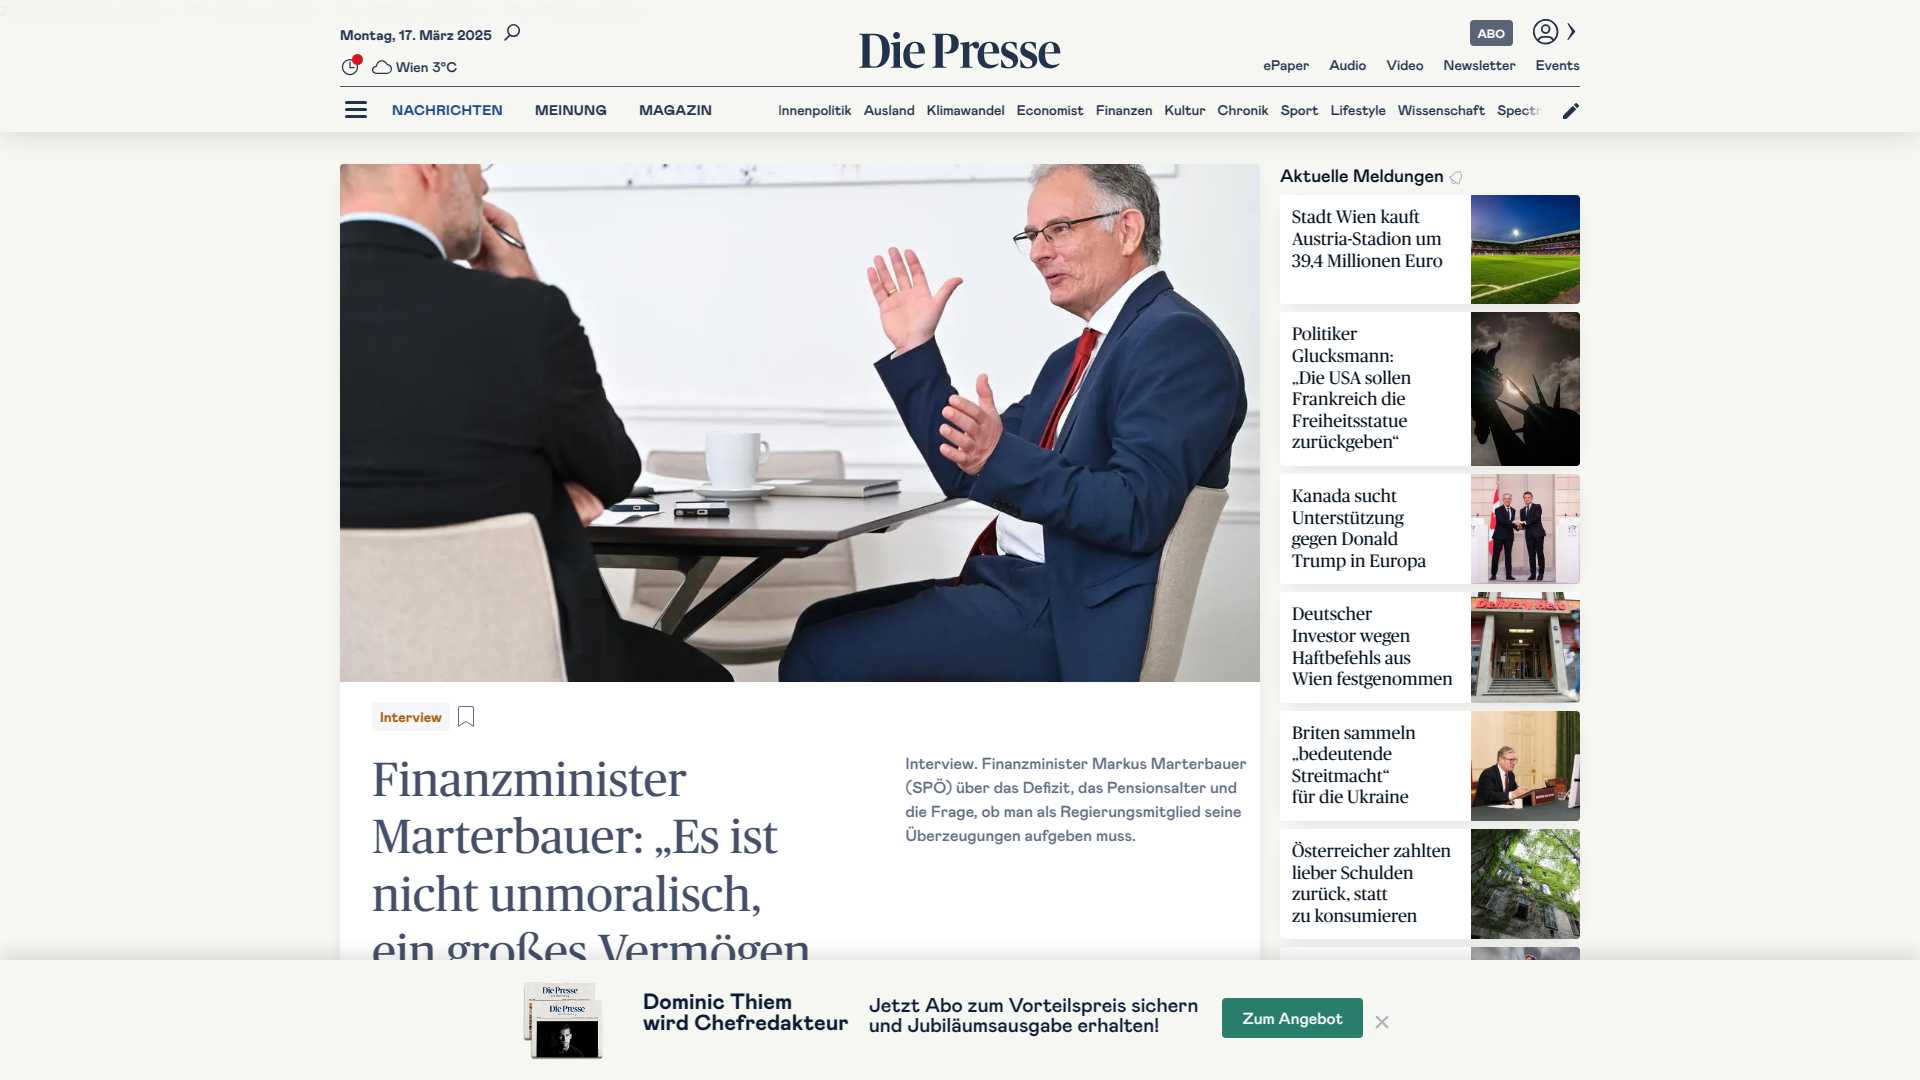 Montag, 17. März 2025
Wien 3°C
Die Presse
ABO
ePaper Audio Video Newsletter Events
NACHRICHTEN MEINUNG MAGAZIN
Innenpolitik Ausland Klimawandel Economist Finanzen Kultur Chronik Sport Lifestyle Wissenschaft
Interview
Finanzminister
Marterbauer: „Es ist
nicht unmoralisch,
ein großes Vermögen
Interview. Finanzminister Markus Marterbauer
(SPÖ) über das Defizit, das Pensionsalter und
die Frage, ob man als Regierungsmitglied seine
Überzeugungen aufgeben muss.
Aktuelle Meldungen
Stadt Wien kauft
Austria-Stadion um
39,4 Millionen Euro
Politiker
Glucksmann:
„Die USA sollen
Frankreich die
Freiheitsstatue
zurückgeben“
Kanada sucht
Unterstützung
gegen Donald
Trump in Europa
Deutscher
Investor wegen
Haftbefehls aus
Wien festgenommen
Delivery Hero
Briten sammeln
„bedeutende
Streitmacht“
für die Ukraine
Österreicher zahlten
lieber Schulden
zurück, statt
zu konsumieren
Die Presse
Die Presse
Dominic Thiem
wird Chefredakteur
Jetzt Abo zum Vorteilspreis sichern
und Jubiläumsausgabe erhalten!
Zum Angebot